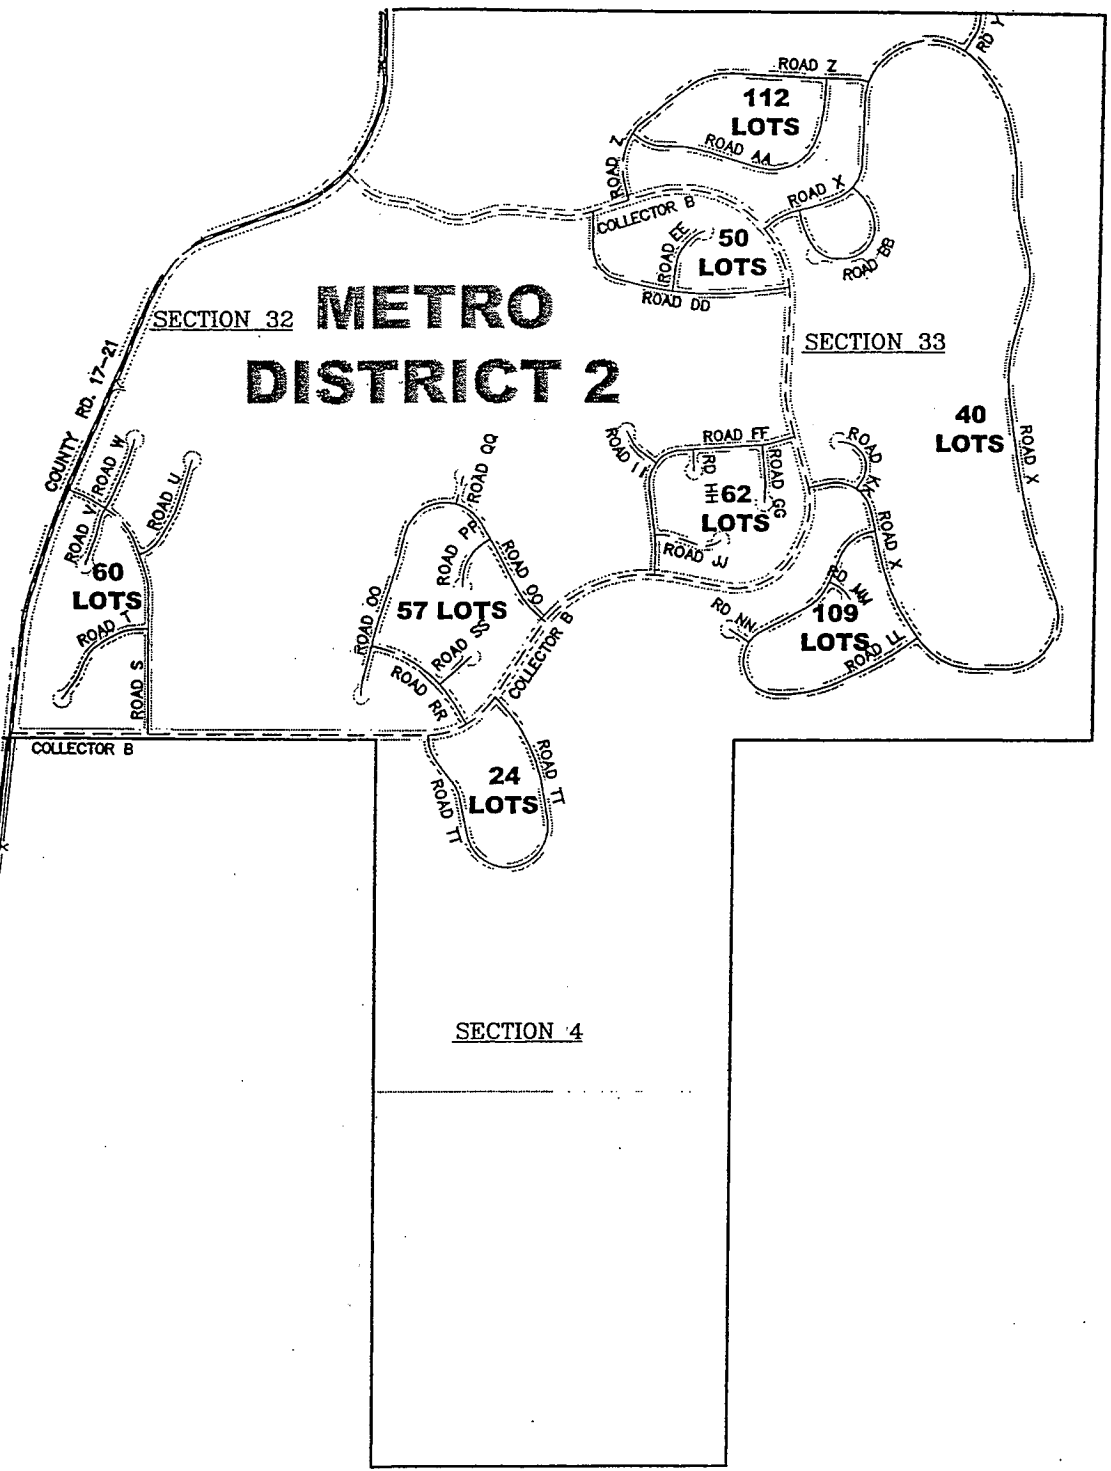 RD Y
ROAD Z
112
LOTS
ROAD Z
ROAD AA
ROAD X
COLLECTOR B
50
LOTS
ROAD EE
ROAD BB
ROAD DD
SECTION 32
METRO
DISTRICT 2
SECTION 33
COUNTY RD. 17-21
40
LOTS
ROAD X
ROAD W
ROAD U
ROAD V
ROAD QQ
ROAD II
ROAD FF
RD HH
ROAD GG
62
LOTS
ROAD JJ
ROAD KK
ROAD X
60
LOTS
ROAD T
ROAD S
ROAD PP
ROAD OO
ROAD OO
57 LOTS
ROAD SS
ROAD RR
COLLECTOR B
RD NN
RD MM
109
LOTS
ROAD LL
COLLECTOR B
24
LOTS
ROAD TT
ROAD TT
SECTION 4